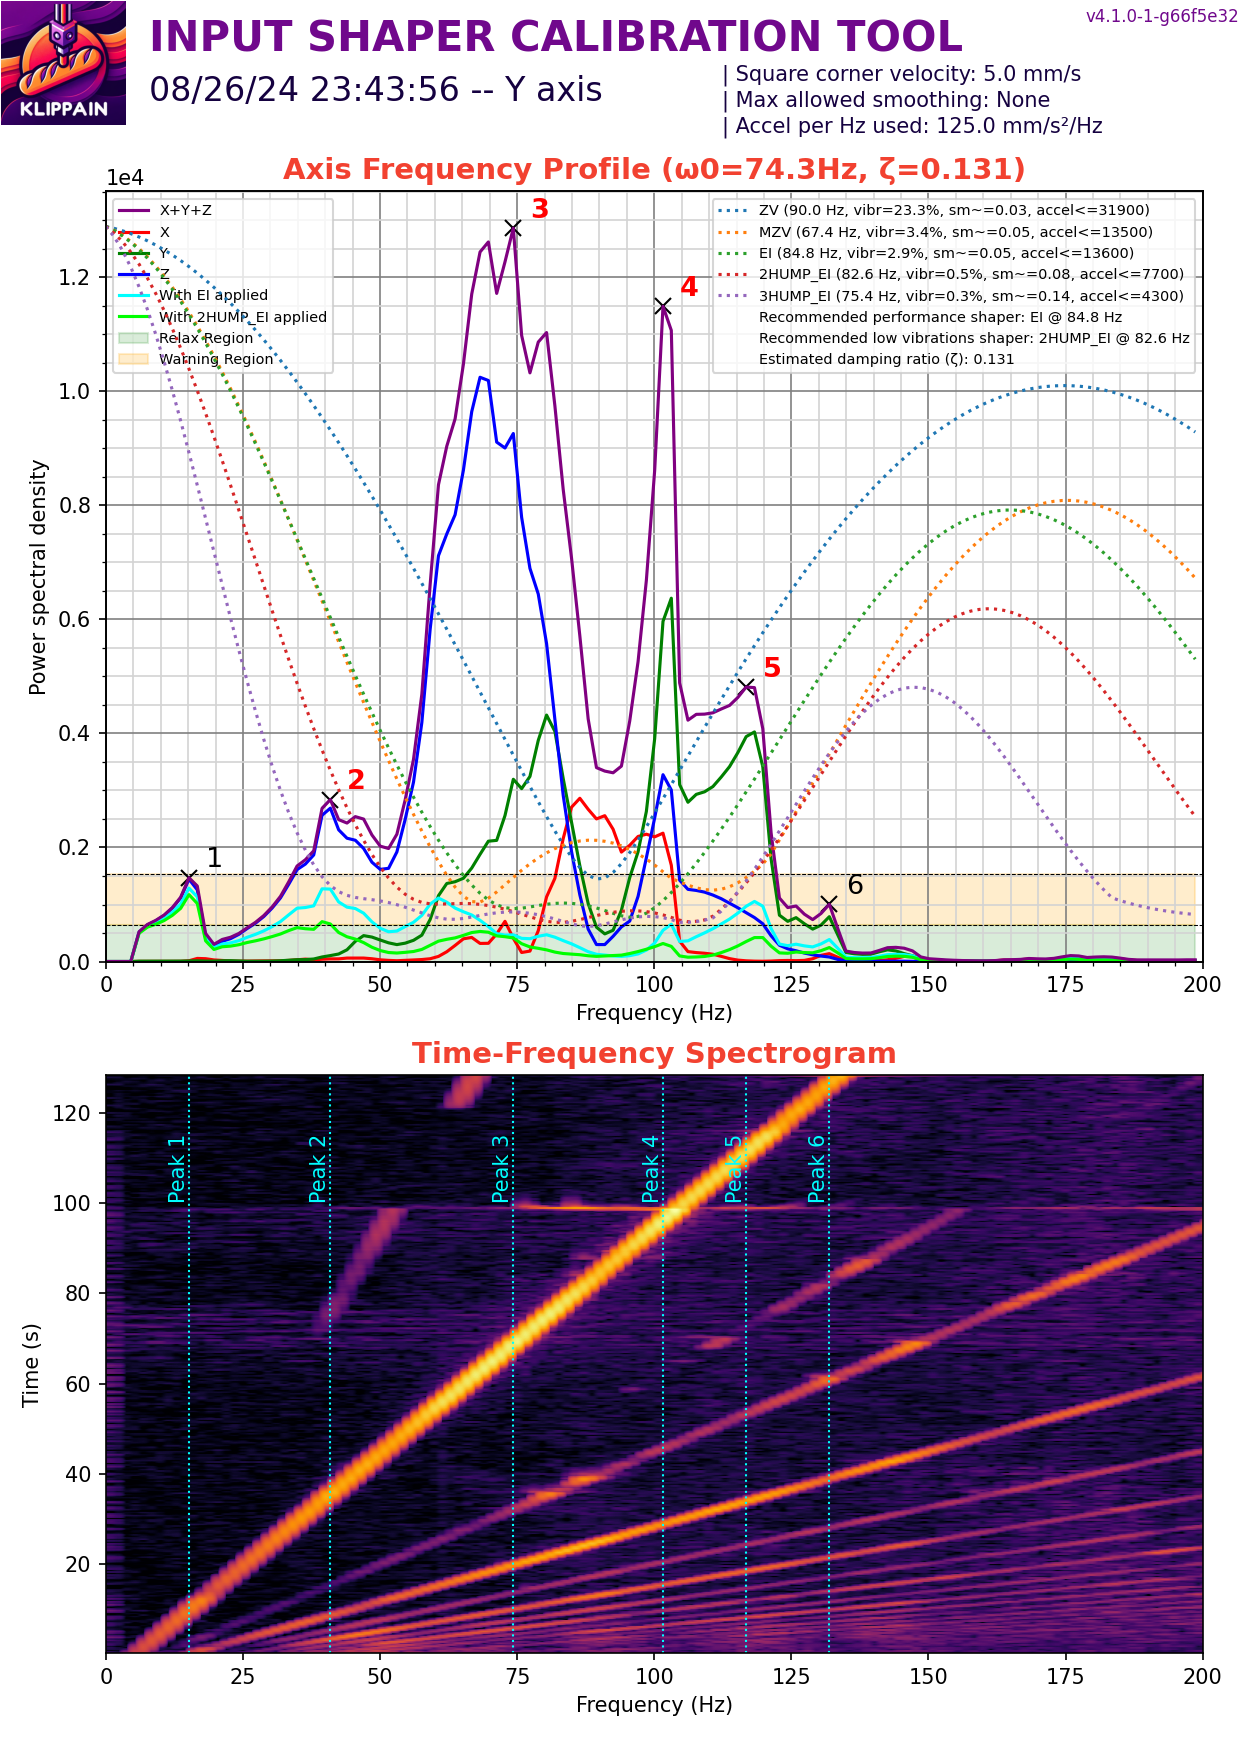 v4.1.0-1-g66f5e32
INPUT SHAPER CALIBRATION TOOL
08/26/24 23:43:56 -- Y axis
| Square corner velocity: 5.0 mm/s
| Max allowed smoothing: None
| Accel per Hz used: 125.0 mm/s²/Hz
KLIPPAIN
Axis Frequency Profile (ω0=74.3Hz, ζ=0.131)
1e4
X+Y+Z
X
Y
Z
With EI applied
With 2HUMP_EI applied
Relax Region
Warning Region
ZV (90.0 Hz, vibr=23.3%, sm~=0.03, accel<=31900)
MZV (67.4 Hz, vibr=3.4%, sm~=0.05, accel<=13500)
EI (84.8 Hz, vibr=2.9%, sm~=0.05, accel<=13600)
2HUMP_EI (82.6 Hz, vibr=0.5%, sm~=0.08, accel<=7700)
3HUMP_EI (75.4 Hz, vibr=0.3%, sm~=0.14, accel<=4300)
Recommended performance shaper: EI @ 84.8 Hz
Recommended low vibrations shaper: 2HUMP_EI @ 82.6 Hz
Estimated damping ratio (ζ): 0.131
3
4
5
2
1
6
1.2
1.0
0.8
0.6
0.4
0.2
0.0
Power spectral density
0 25 50 75 100 125 150 175 200
Frequency (Hz)
Time-Frequency Spectrogram
Peak 1
Peak 2
Peak 3
Peak 4
Peak 5
Peak 6
120
100
80
60
40
20
Time (s)
0 25 50 75 100 125 150 175 200
Frequency (Hz)